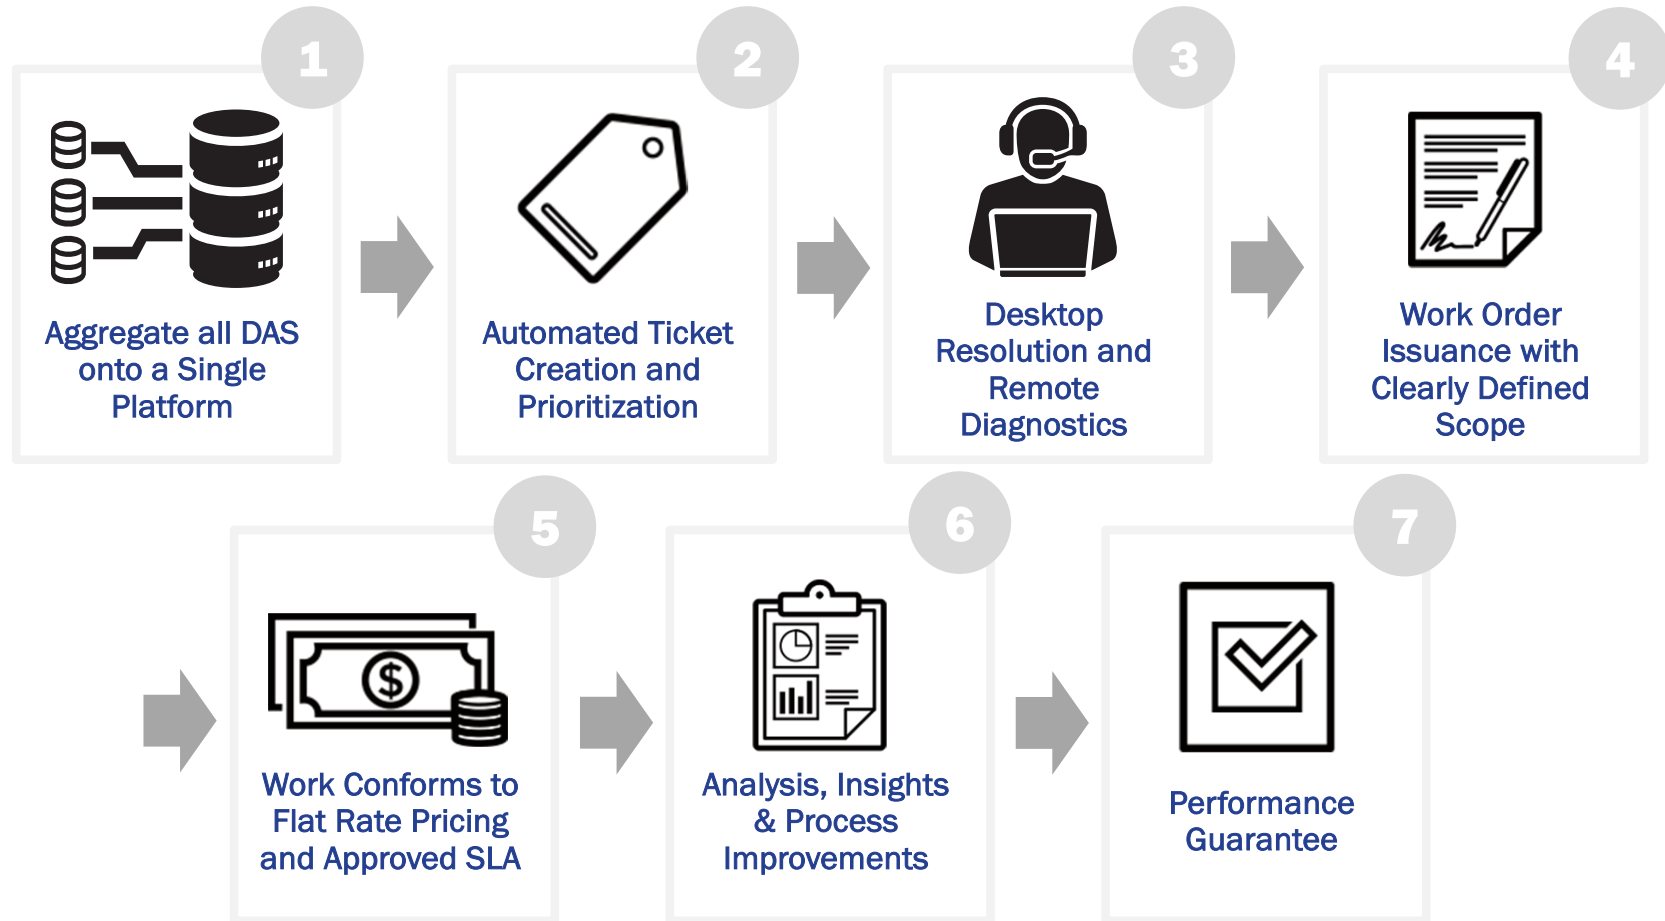 1
Aggregate all DAS
onto a Single
Platform
2
Automated Ticket
Creation and
Prioritization
3
Desktop
Resolution and
Remote
Diagnostics
4
Work Order
Issuance with
Clearly Defined
Scope
5
$
Work Conforms to
Flat Rate Pricing
and Approved SLA
6
Analysis, Insights
& Process
Improvements
7
Performance
Guarantee